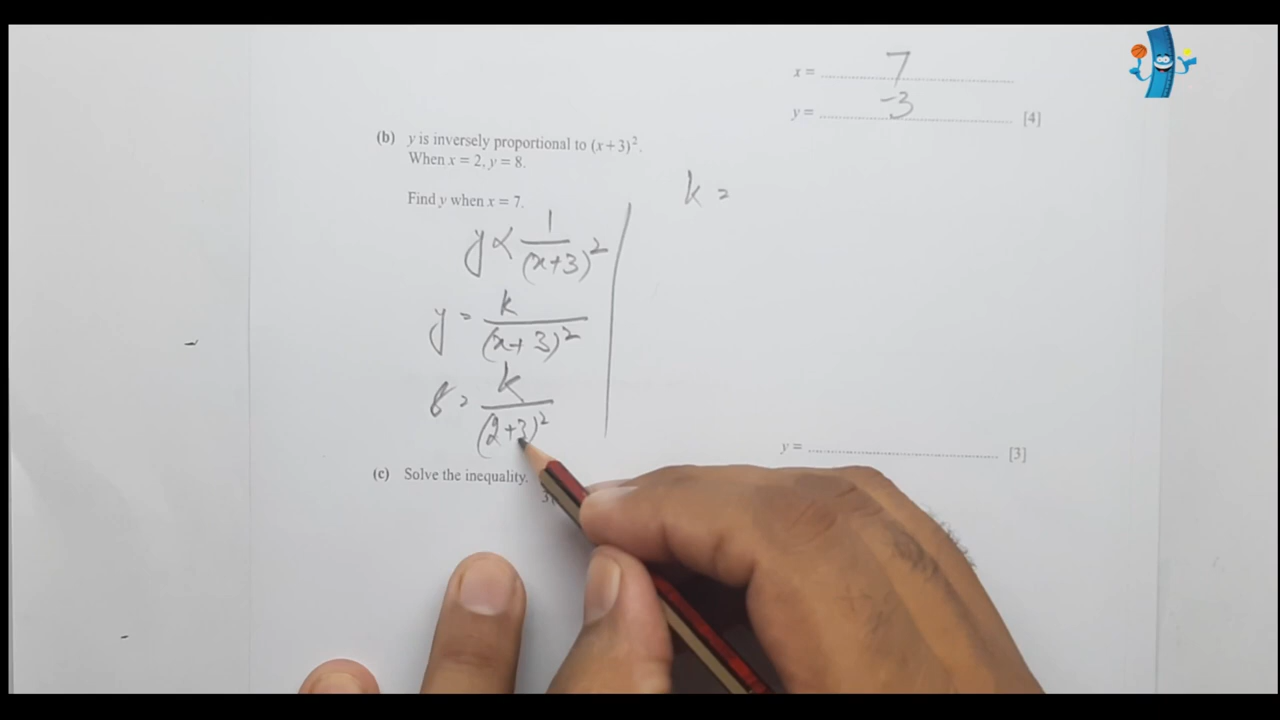 x = 7
y = -3 [4]
(b) y is inversely proportional to (x+3)².
When x = 2, y = 8.
Find y when x = 7.
k =
y ∝ 1/(x+3)²
y = k/(x+3)²
8 = k/(2+3)²
y = [3]
(c) Solve the inequality.